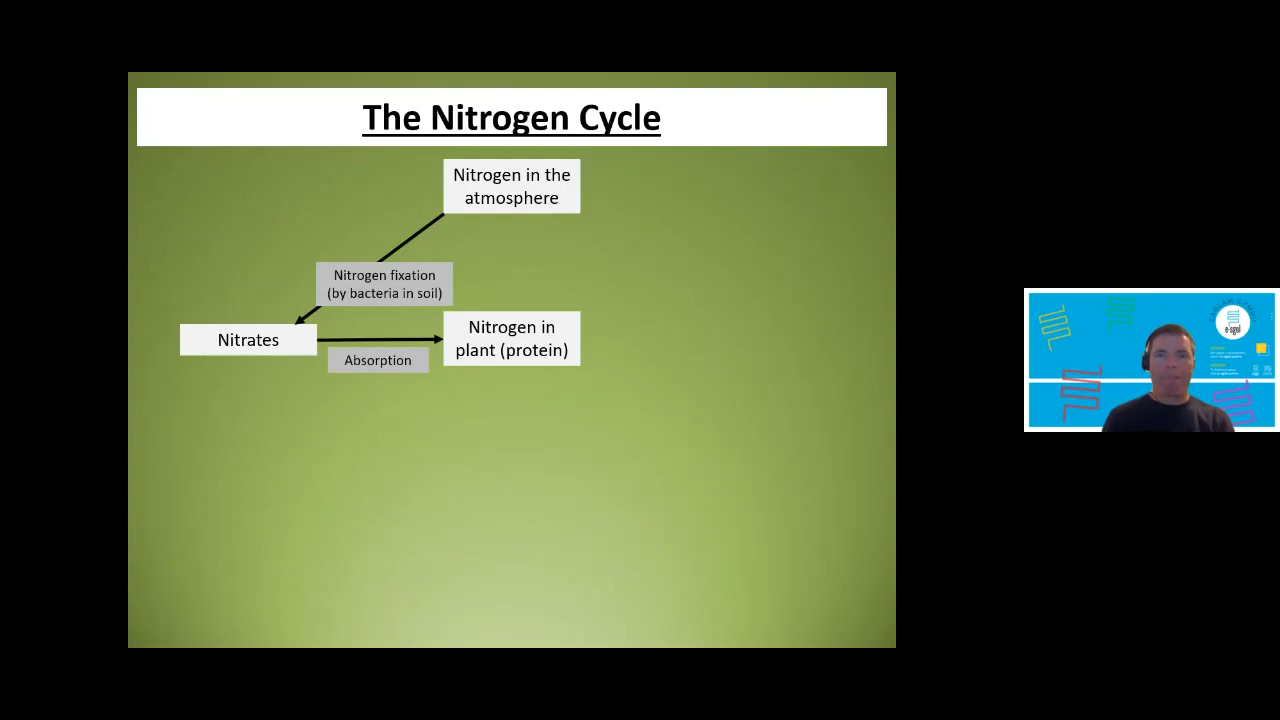 The Nitrogen Cycle
Nitrogen in the
atmosphere
Nitrogen fixation
(by bacteria in soil)
Nitrates
Absorption
Nitrogen in
plant (protein)
e-sgol